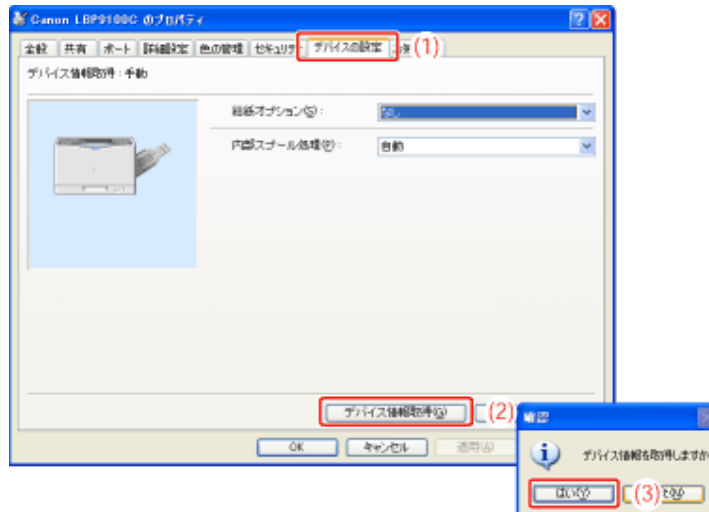 Canon LBP9100C のプロパティ
全般 共有 ポート 詳細設定 色の管理 セキュリティ デバイスの設定 (1)
デバイス情報取得：手動
給紙オプション(S)： なし
内部スプール処理(P)： 自動
デバイス情報取得(G) (2)
OK キャンセル 適用(A)
確認
デバイス情報を取得しますか
はい(Y) (3)